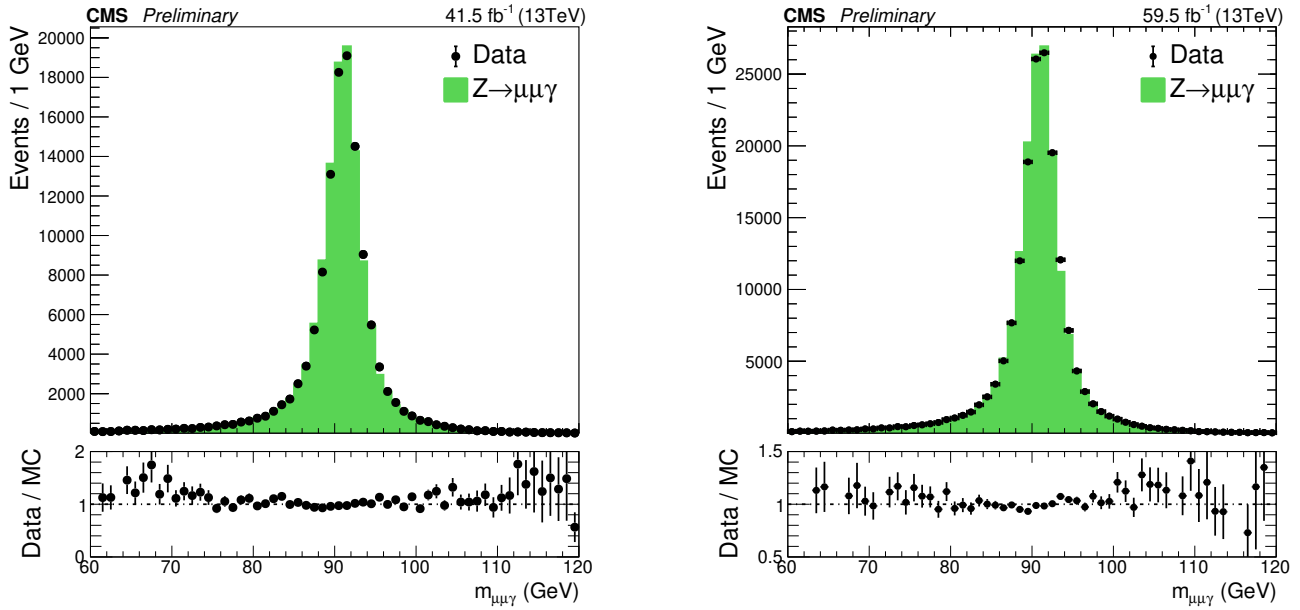 CMS Preliminary 41.5 fb⁻¹ (13TeV)
Events / 1 GeV
20000
18000
16000
14000
12000
10000
8000
6000
4000
2000
Data
Z→μμγ
Data / MC
2
1
0
60 70 80 90 100 110 120
m_μμγ (GeV)
CMS Preliminary 59.5 fb⁻¹ (13TeV)
Events / 1 GeV
25000
20000
15000
10000
5000
Data
Z→μμγ
Data / MC
1.5
1
0.5
60 70 80 90 100 110 120
m_μμγ (GeV)